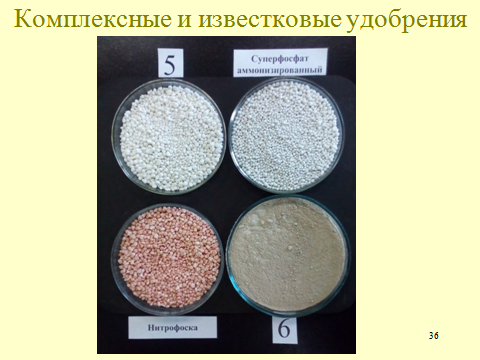 Комплексные и известковые удобрения
5
Суперфосфат
аммонизированный
Нитрофоска
6
36